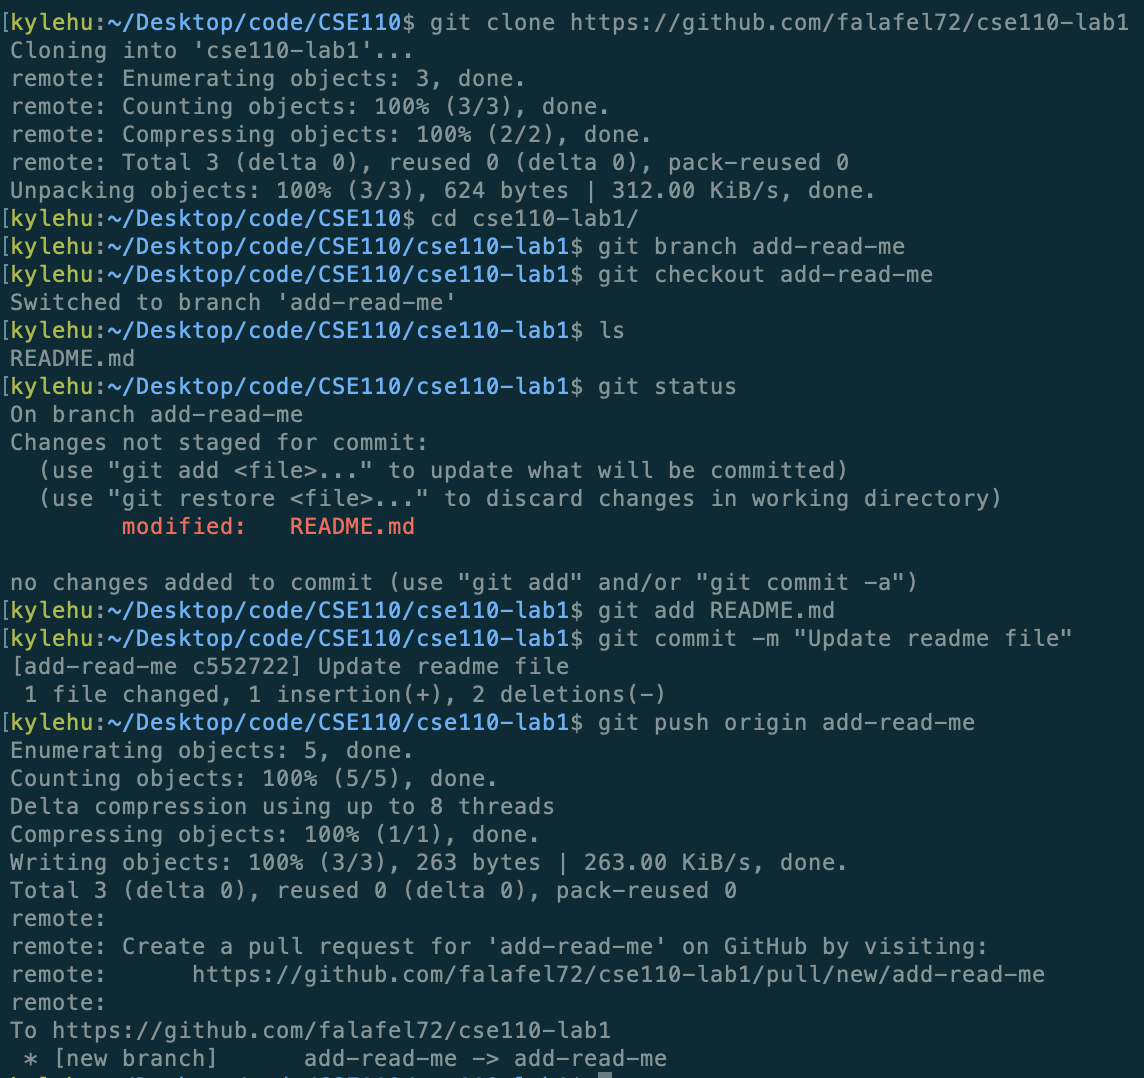 [kylehu:~/Desktop/code/CSE110$ git clone https://github.com/falafel72/cse110-lab1
Cloning into 'cse110-lab1'...
remote: Enumerating objects: 3, done.
remote: Counting objects: 100% (3/3), done.
remote: Compressing objects: 100% (2/2), done.
remote: Total 3 (delta 0), reused 0 (delta 0), pack-reused 0
Unpacking objects: 100% (3/3), 624 bytes | 312.00 KiB/s, done.
[kylehu:~/Desktop/code/CSE110$ cd cse110-lab1/
[kylehu:~/Desktop/code/CSE110/cse110-lab1$ git branch add-read-me
[kylehu:~/Desktop/code/CSE110/cse110-lab1$ git checkout add-read-me
Switched to branch 'add-read-me'
[kylehu:~/Desktop/code/CSE110/cse110-lab1$ ls
README.md
[kylehu:~/Desktop/code/CSE110/cse110-lab1$ git status
On branch add-read-me
Changes not staged for commit:
  (use "git add <file>..." to update what will be committed)
  (use "git restore <file>..." to discard changes in working directory)
        modified:   README.md

no changes added to commit (use "git add" and/or "git commit -a")
[kylehu:~/Desktop/code/CSE110/cse110-lab1$ git add README.md
[kylehu:~/Desktop/code/CSE110/cse110-lab1$ git commit -m "Update readme file"
[add-read-me c552722] Update readme file
 1 file changed, 1 insertion(+), 2 deletions(-)
[kylehu:~/Desktop/code/CSE110/cse110-lab1$ git push origin add-read-me
Enumerating objects: 5, done.
Counting objects: 100% (5/5), done.
Delta compression using up to 8 threads
Compressing objects: 100% (1/1), done.
Writing objects: 100% (3/3), 263 bytes | 263.00 KiB/s, done.
Total 3 (delta 0), reused 0 (delta 0), pack-reused 0
remote:
remote: Create a pull request for 'add-read-me' on GitHub by visiting:
remote:      https://github.com/falafel72/cse110-lab1/pull/new/add-read-me
remote:
To https://github.com/falafel72/cse110-lab1
 * [new branch]      add-read-me -> add-read-me